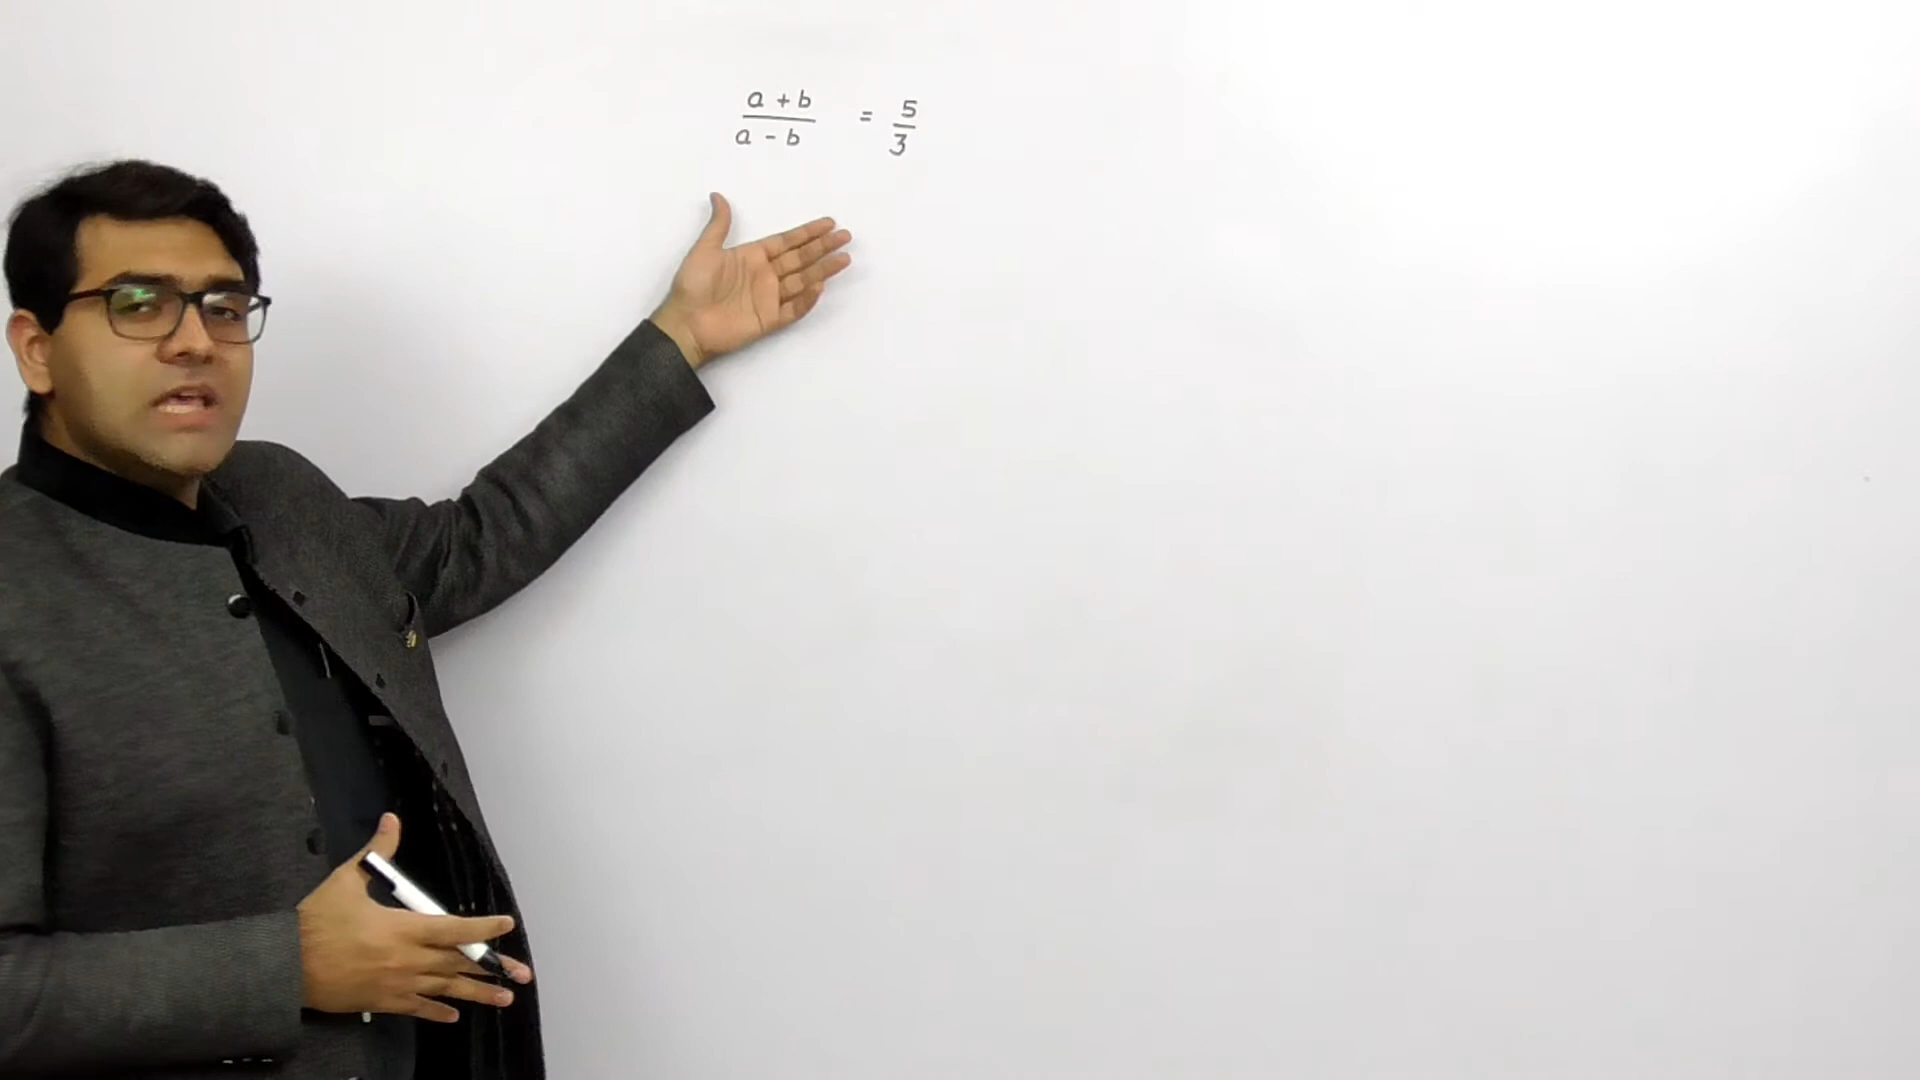 a + b / a - b = 5 / 3